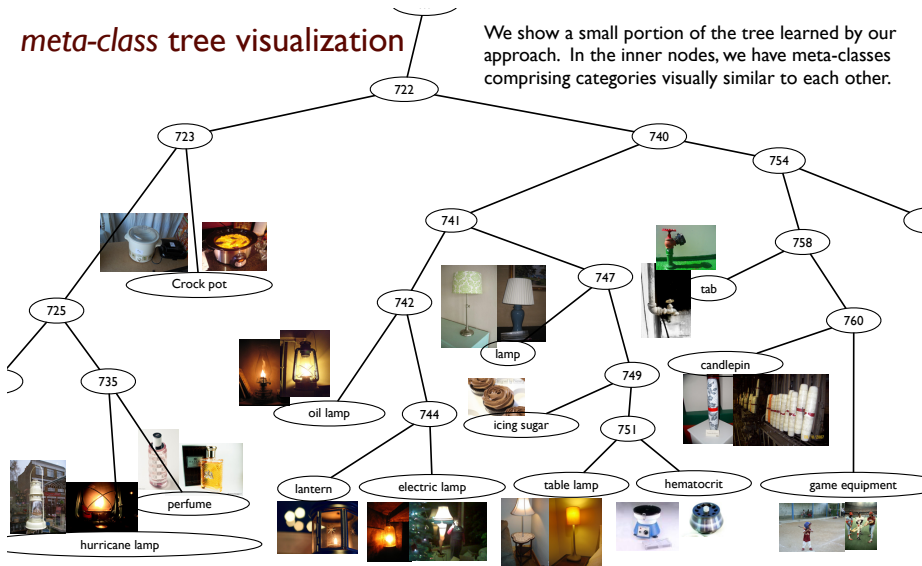 meta-class tree visualization
We show a small portion of the tree learned by our
approach. In the inner nodes, we have meta-classes
comprising categories visually similar to each other.
722
723
740
754
741
758
Crock pot
747
tab
742
725
760
lamp
candlepin
735
749
oil lamp
744
icing sugar
751
lantern
electric lamp
table lamp
hematocrit
game equipment
perfume
hurricane lamp